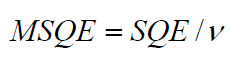 MSQE = SQE / ν